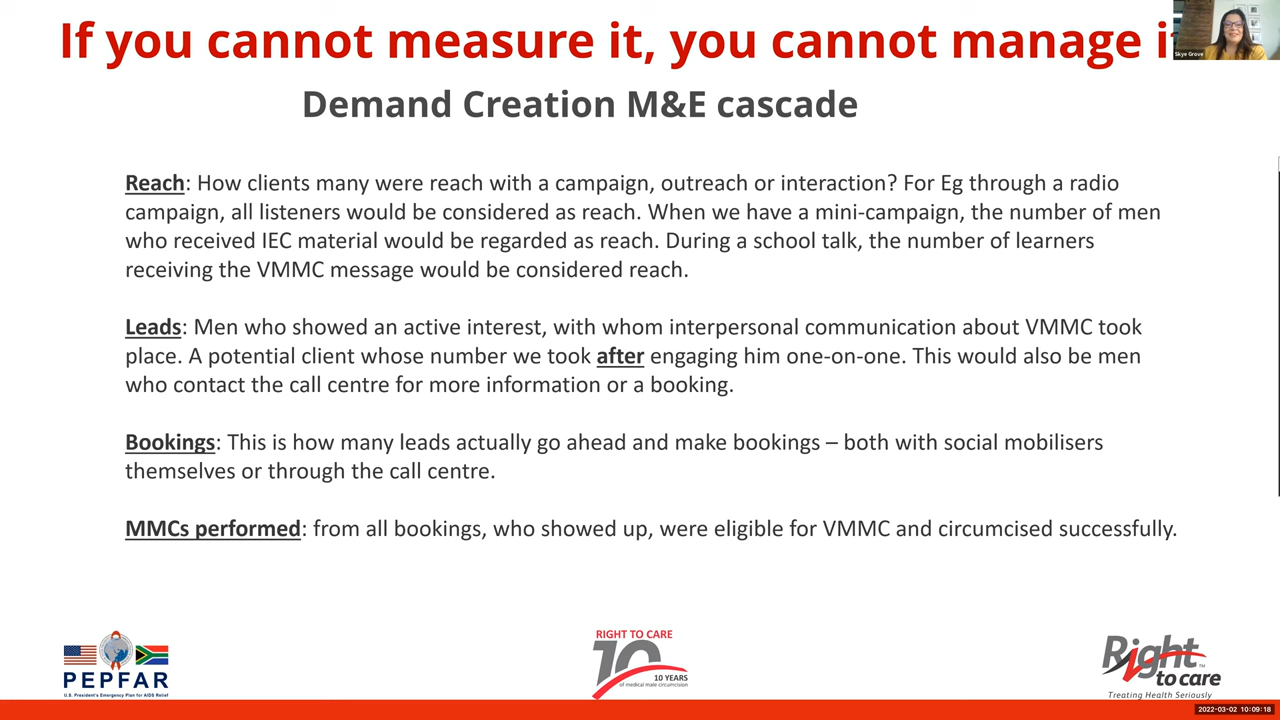 If you cannot measure it, you cannot manage i
Skye Grove
Demand Creation M&E cascade
Reach: How clients many were reach with a campaign, outreach or interaction? For Eg through a radio
campaign, all listeners would be considered as reach. When we have a mini-campaign, the number of men
who received IEC material would be regarded as reach. During a school talk, the number of learners
receiving the VMMC message would be considered reach.
Leads: Men who showed an active interest, with whom interpersonal communication about VMMC took
place. A potential client whose number we took after engaging him one-on-one. This would also be men
who contact the call centre for more information or a booking.
Bookings: This is how many leads actually go ahead and make bookings – both with social mobilisers
themselves or through the call centre.
MMCs performed: from all bookings, who showed up, were eligible for VMMC and circumcised successfully.
PEPFAR
U.S. President's Emergency Plan for AIDS Relief
RIGHT TO CARE
10
10 YEARS
of medical male circumcision
Right
to care
TM
Treating Health Seriously
2022-03-02 10:09:18